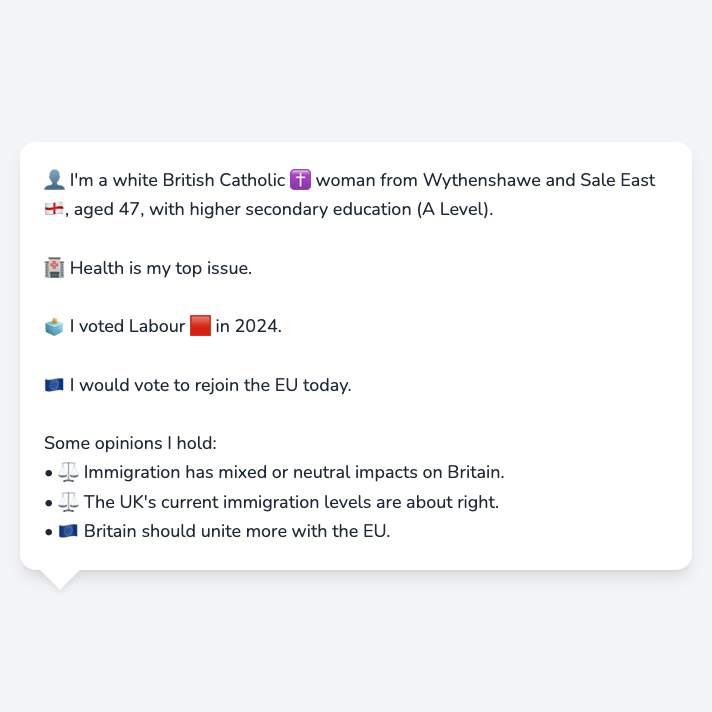 👤 I'm a white British Catholic ✝️ woman from Wythenshawe and Sale East
🏴󠁧󠁢󠁥󠁮󠁧󠁿, aged 47, with higher secondary education (A Level).
🏥 Health is my top issue.
🗳️ I voted Labour 🟥 in 2024.
🇪🇺 I would vote to rejoin the EU today.
Some opinions I hold:
• ⚖️ Immigration has mixed or neutral impacts on Britain.
• ⚖️ The UK's current immigration levels are about right.
• 🇪🇺 Britain should unite more with the EU.